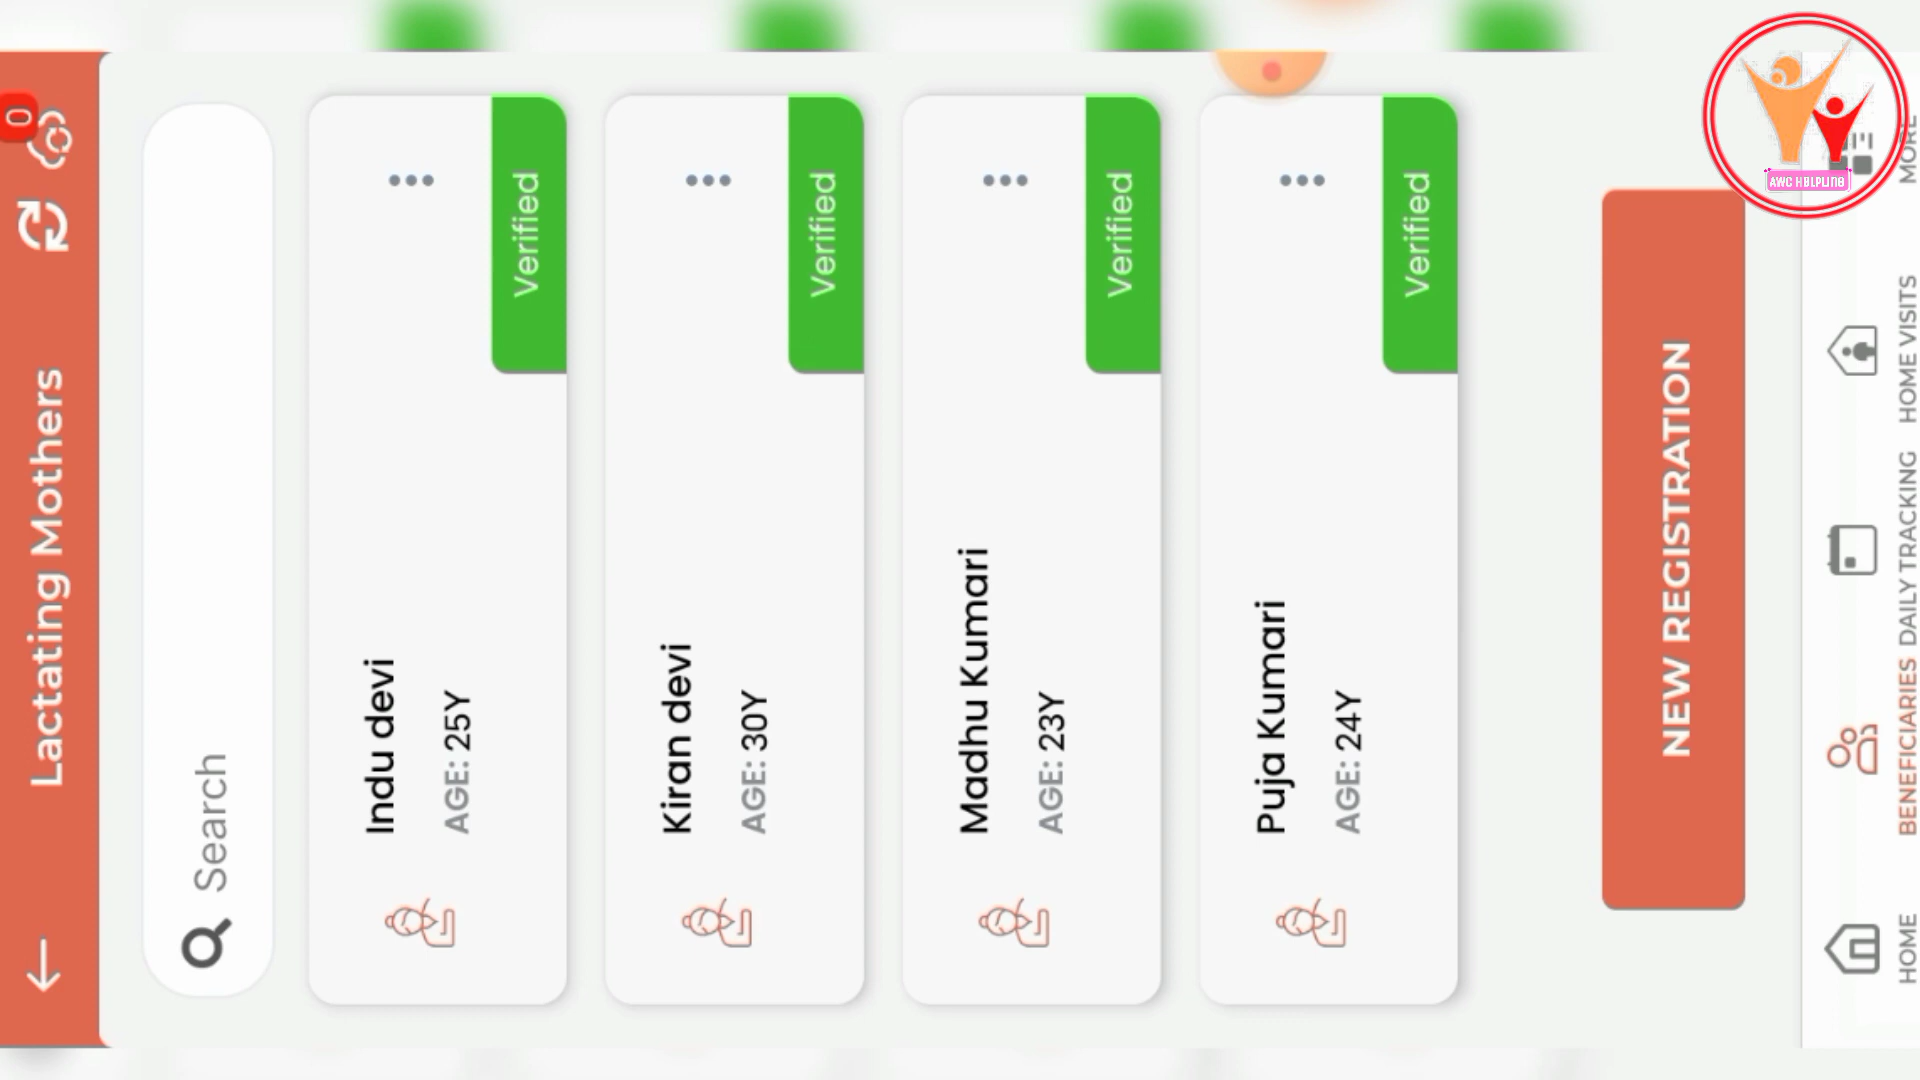 Lactating Mothers
0
Search
Indu devi
AGE: 25Y
Verified
Kiran devi
AGE: 30Y
Verified
Madhu Kumari
AGE: 23Y
Verified
Puja Kumari
AGE: 24Y
Verified
NEW REGISTRATION
HOME
BENEFICIARIES
DAILY TRACKING
HOME VISITS
MORE
AWC HELPLINE